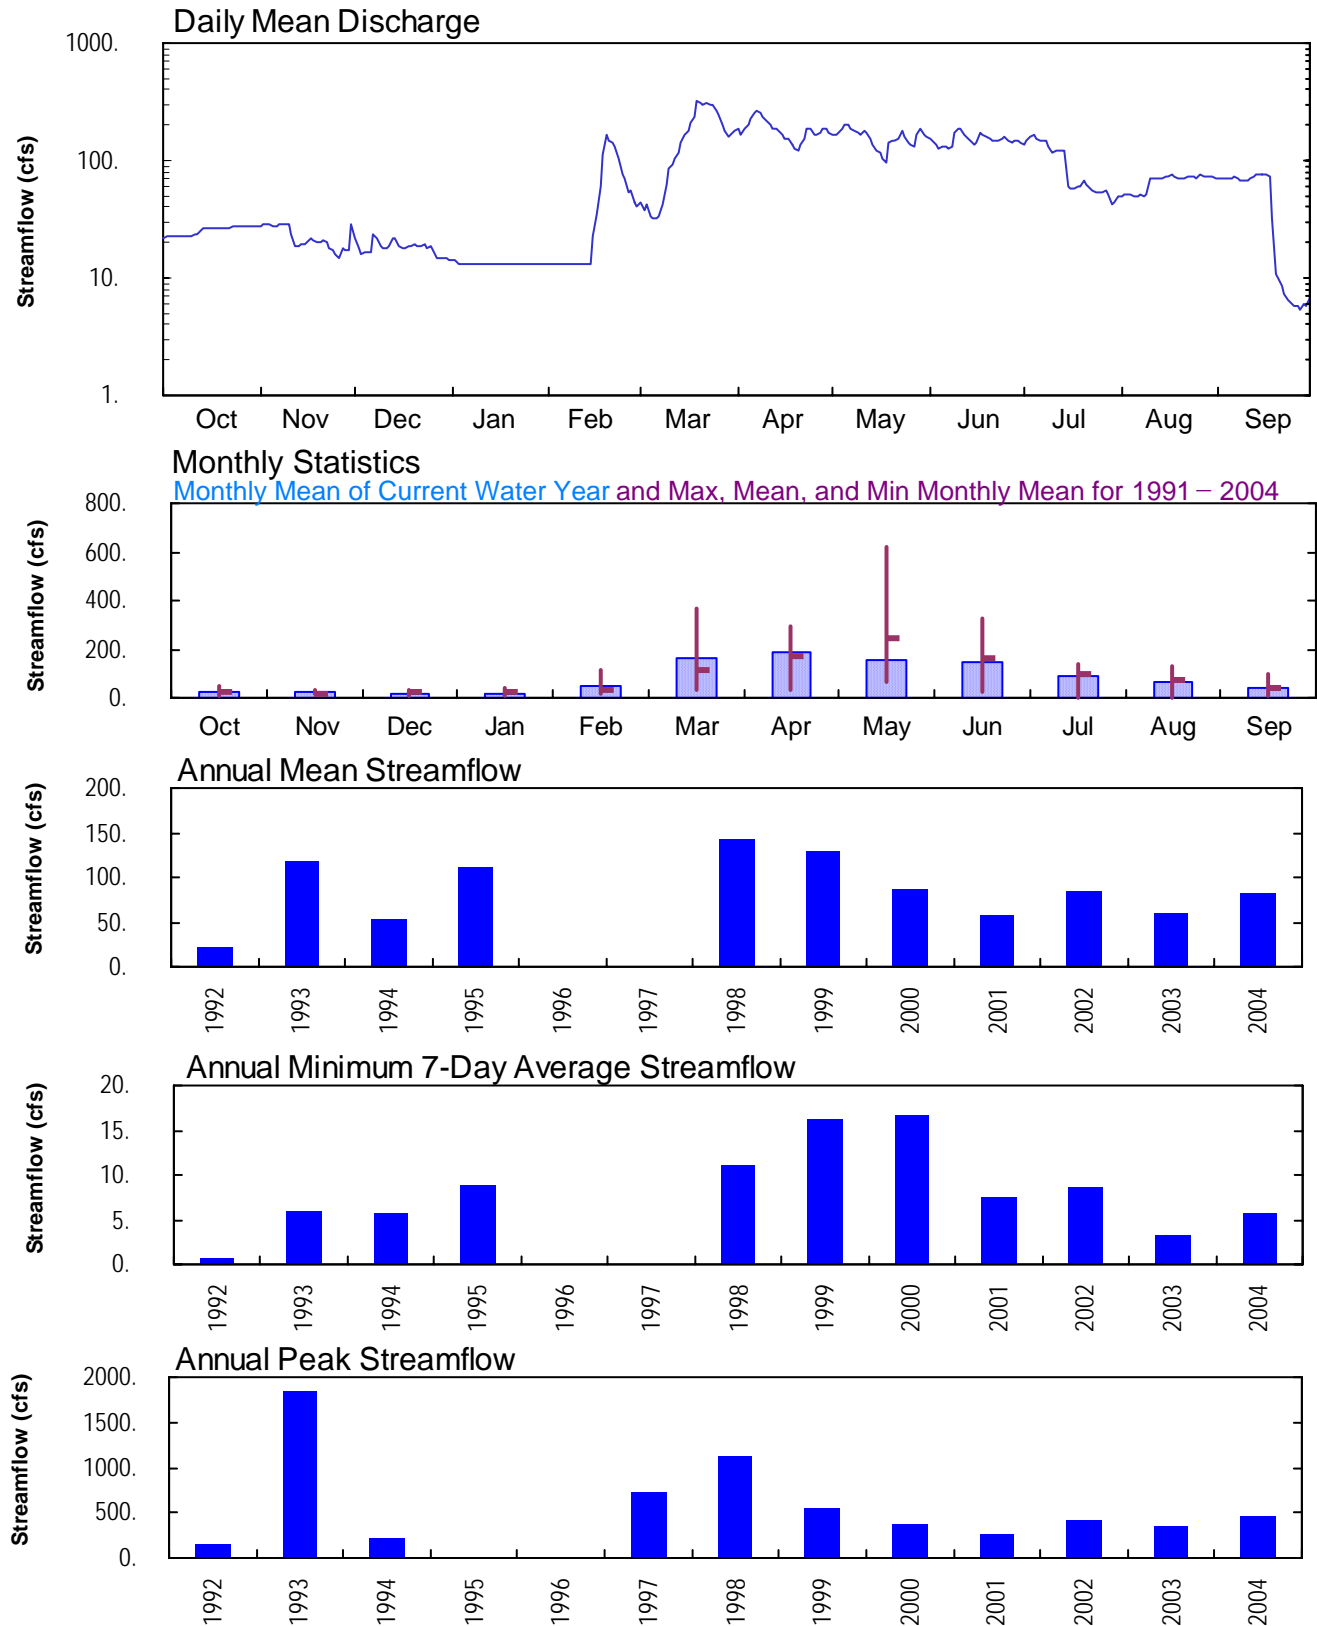 Daily Mean Discharge
Streamflow (cfs)
1000.
100.
10.
1.
Oct Nov Dec Jan Feb Mar Apr May Jun Jul Aug Sep
Monthly Statistics
Monthly Mean of Current Water Year and Max, Mean, and Min Monthly Mean for 1991 – 2004
Streamflow (cfs)
800.
600.
400.
200.
0.
Oct Nov Dec Jan Feb Mar Apr May Jun Jul Aug Sep
Annual Mean Streamflow
Streamflow (cfs)
200.
150.
100.
50.
0.
1992 1993 1994 1995 1996 1997 1998 1999 2000 2001 2002 2003 2004
Annual Minimum 7-Day Average Streamflow
Streamflow (cfs)
20.
15.
10.
5.
0.
1992 1993 1994 1995 1996 1997 1998 1999 2000 2001 2002 2003 2004
Annual Peak Streamflow
Streamflow (cfs)
2000.
1500.
1000.
500.
0.
1992 1993 1994 1995 1996 1997 1998 1999 2000 2001 2002 2003 2004